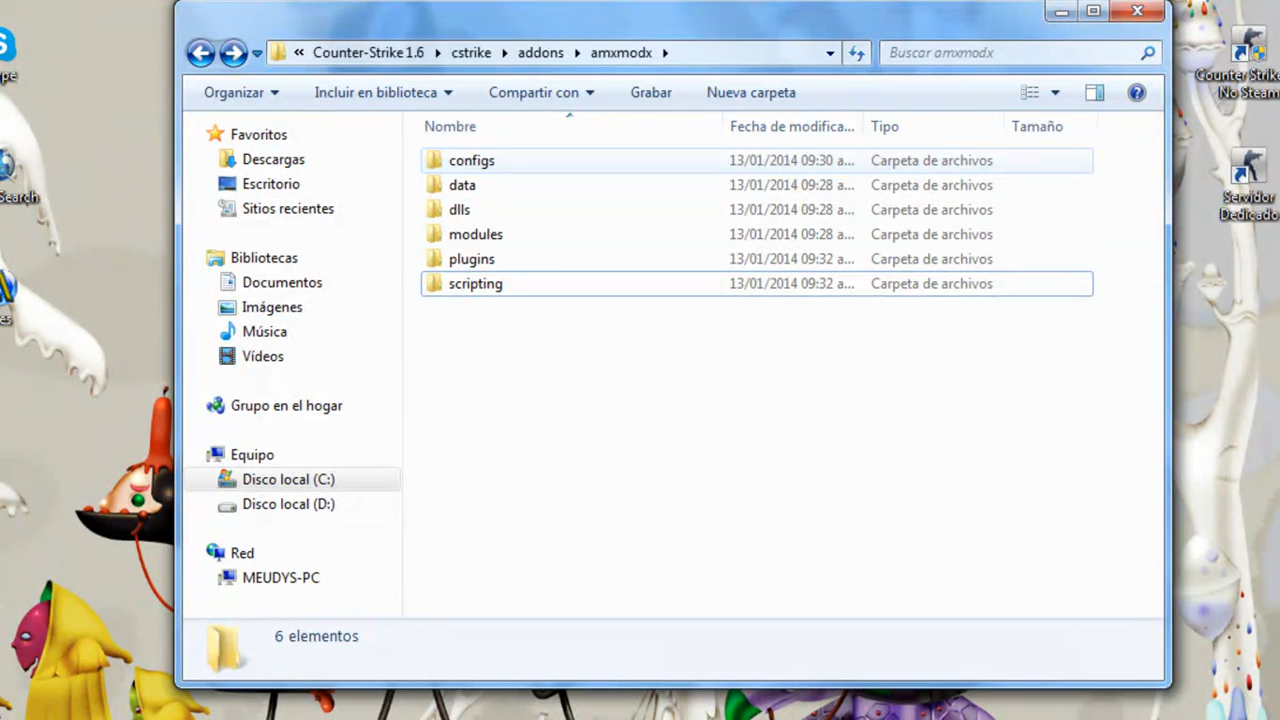 « Counter-Strike 1.6 cstrike addons amxmodx
Buscar amxmodx
Organizar Incluir en biblioteca Compartir con Grabar Nueva carpeta
Nombre Fecha de modifica... Tipo Tamaño
Favoritos
Descargas
Escritorio
Sitios recientes
Bibliotecas
Documentos
Imágenes
Música
Vídeos
Grupo en el hogar
Equipo
Disco local (C:)
Disco local (D:)
Red
MEUDYS-PC
configs 13/01/2014 09:30 a... Carpeta de archivos
data 13/01/2014 09:28 a... Carpeta de archivos
dlls 13/01/2014 09:28 a... Carpeta de archivos
modules 13/01/2014 09:28 a... Carpeta de archivos
plugins 13/01/2014 09:32 a... Carpeta de archivos
scripting 13/01/2014 09:32 a... Carpeta de archivos
6 elementos
Counter Strike
No Steam
Servidor
Dedicado